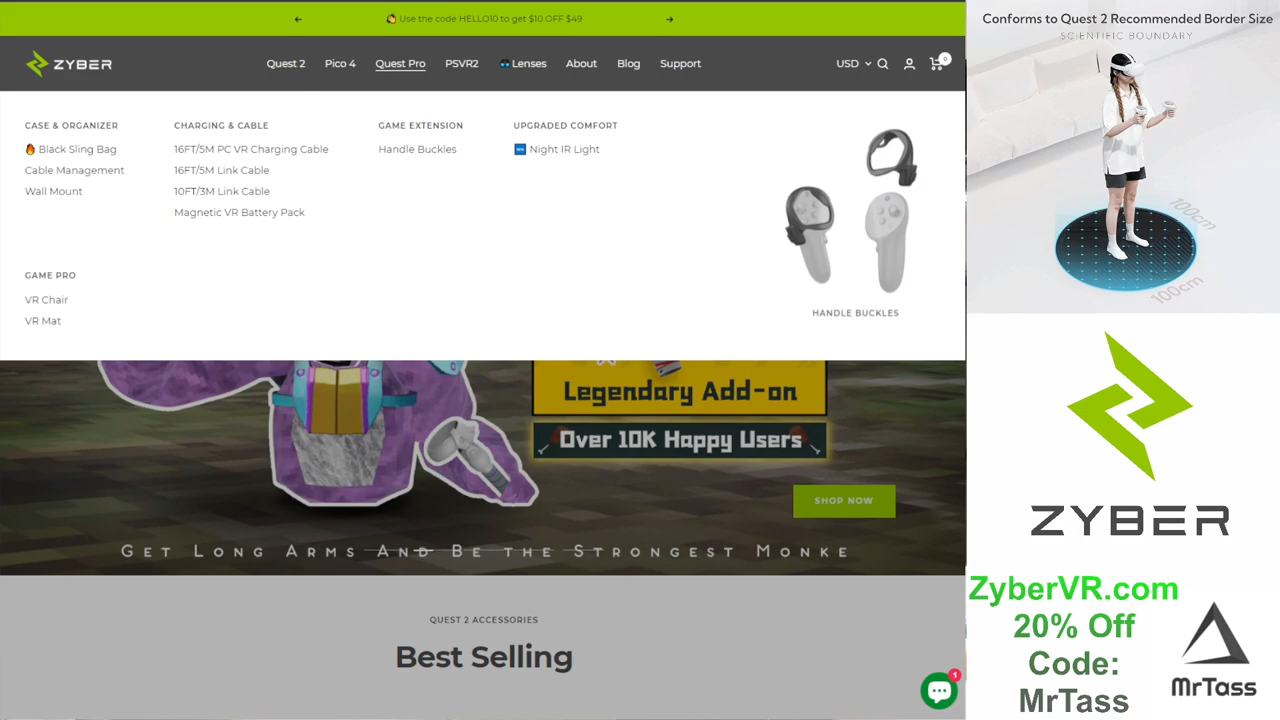 Use the code HELLO10 to get $10 OFF $49
ZYBER
Quest 2
Pico 4
Quest Pro
PSVR2
Lenses
About
Blog
Support
USD
0
CASE & ORGANIZER
Black Sling Bag
Cable Management
Wall Mount
CHARGING & CABLE
16FT/5M PC VR Charging Cable
16FT/5M Link Cable
10FT/3M Link Cable
Magnetic VR Battery Pack
GAME EXTENSION
Handle Buckles
UPGRADED COMFORT
Night IR Light
GAME PRO
VR Chair
VR Mat
HANDLE BUCKLES
Legendary Add-on
Over 10K Happy Users
SHOP NOW
Get Long Arms And Be the Strongest Monke
QUEST 2 ACCESSORIES
Best Selling
1
Conforms to Quest 2 Recommended Border Size
SCIENTIFIC BOUNDARY
100cm
100cm
ZYBER
ZyberVR.com
20% Off
Code:
MrTass
MrTass